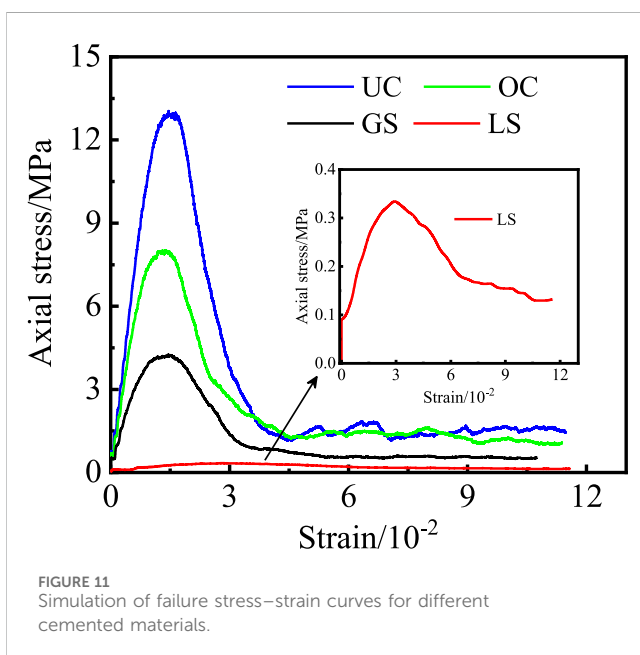 15
12
9
6
3
0
Axial stress/MPa
UC
OC
GS
LS
0.4
0.3
0.2
0.1
0.0
Axial stress/MPa
LS
0
3
6
9
12
Strain/10-2
0
3
6
9
12
Strain/10-2
FIGURE 11
Simulation of failure stress–strain curves for different
cemented materials.